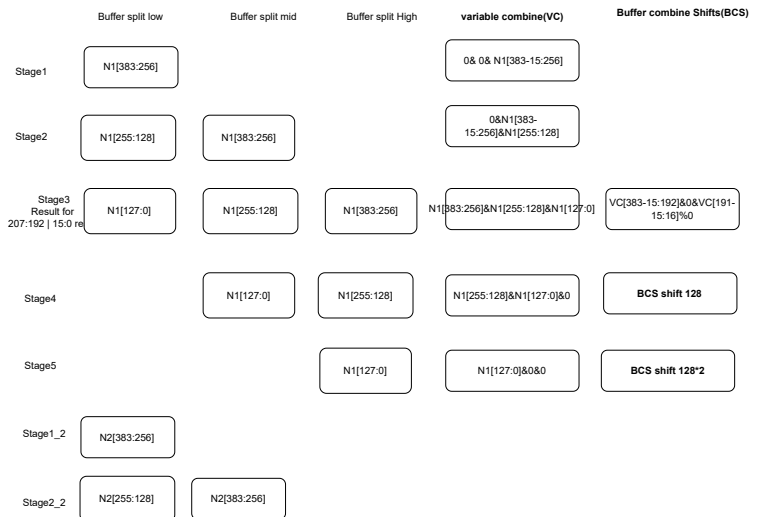 Buffer split low
Buffer split mid
Buffer split High
variable combine(VC)
Buffer combine Shifts(BCS)
Stage1
N1[383:256]
0& 0& N1[383-15:256]
Stage2
N1[255:128]
N1[383:256]
0&N1[383-
15:256]&N1[255:128]
Stage3
Result for
207:192 | 15:0 re
N1[127:0]
N1[255:128]
N1[383:256]
N1[383:256]&N1[255:128]&N1[127:0]
VC[383-15:192]&0&VC[191-
15:16]%0
Stage4
N1[127:0]
N1[255:128]
N1[255:128]&N1[127:0]&0
BCS shift 128
Stage5
N1[127:0]
N1[127:0]&0&0
BCS shift 128*2
Stage1_2
N2[383:256]
Stage2_2
N2[255:128]
N2[383:256]